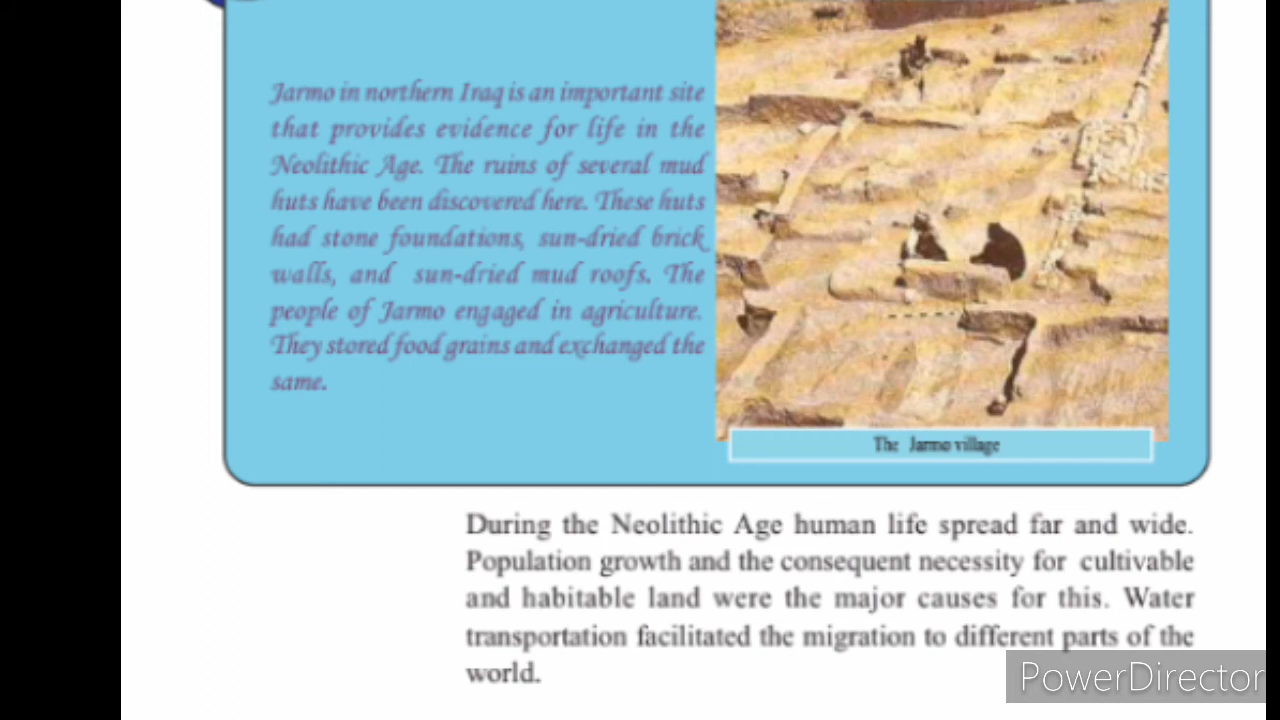 Jarmo in northern Iraq is an important site
that provides evidence for life in the
Neolithic Age. The ruins of several mud
huts have been discovered here. These huts
had stone foundations, sun-dried brick
walls, and sun-dried mud roofs. The
people of Jarmo engaged in agriculture.
They stored food grains and exchanged the
same.
The Jarmo village
During the Neolithic Age human life spread far and wide.
Population growth and the consequent necessity for cultivable
and habitable land were the major causes for this. Water
transportation facilitated the migration to different parts of the
world.
PowerDirector